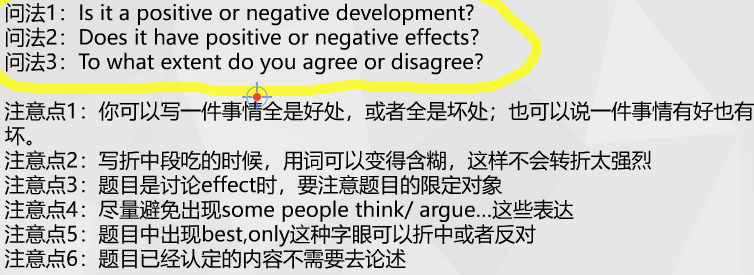 问法1：Is it a positive or negative development?
问法2：Does it have positive or negative effects?
问法3：To what extent do you agree or disagree?
注意点1：你可以写一件事情全是好处，或者全是坏处；也可以说一件事情有好也有
坏。
注意点2：写折中段吃的时候，用词可以变得含糊，这样不会转折太强烈
注意点3：题目是讨论effect时，要注意题目的限定对象
注意点4：尽量避免出现some people think/ argue...这些表达
注意点5：题目中出现best,only这种字眼可以折中或者反对
注意点6：题目已经认定的内容不需要去论述